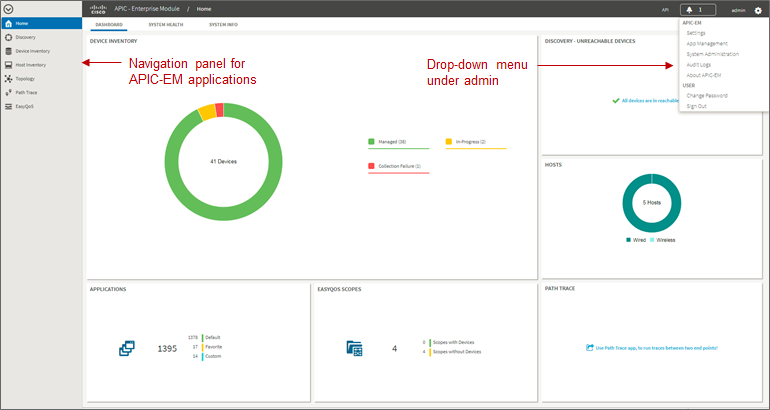 cisco APIC - Enterprise Module / Home API 1 admin
Home
Discovery
Device Inventory
Host Inventory
Topology
Path Trace
EasyQoS
Navigation panel for
APIC-EM applications
Drop-down menu
under admin
DASHBOARD SYSTEM HEALTH SYSTEM INFO
APIC-EM
Settings
App Management
System Administration
Audit Logs
About APIC-EM
USER
Change Password
Sign Out
DEVICE INVENTORY
41 Devices
Managed (38)
In-Progress (2)
Collection Failure (1)
DISCOVERY - UNREACHABLE DEVICES
All devices are in reachable
HOSTS
5 Hosts
Wired Wireless
APPLICATIONS
1395
Default
17 Favorite
Custom
EASYQOS SCOPES
4
0 Scopes with Devices
4 Scopes without Devices
PATH TRACE
Use Path Trace app, to run traces between two end points!